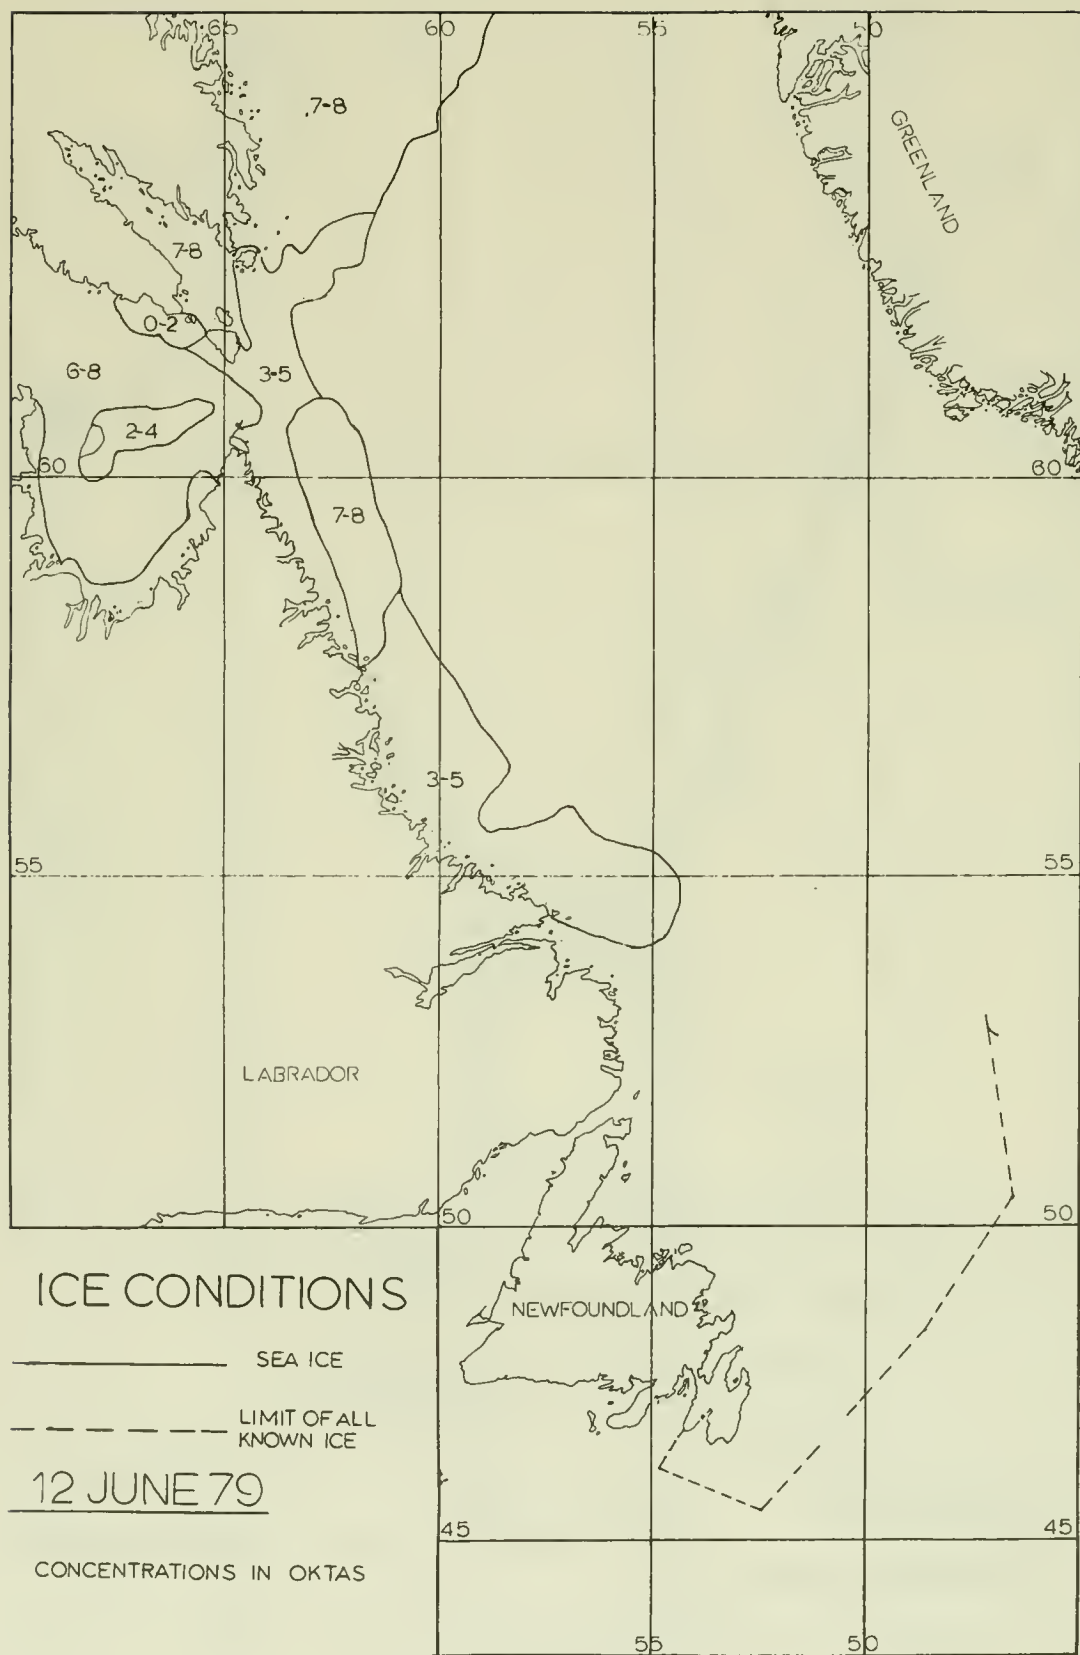 65
60
55
50
.7-8
GREENLAND
7-8
0-2
6-8
3-5
2-4
60
60
7-8
3-5
55
55
LABRADOR
50
50
ICE CONDITIONS
NEWFOUNDLAND
SEA ICE
LIMIT OF ALL
KNOWN ICE
12 JUNE 79
45
45
CONCENTRATIONS IN OKTAS
55
50